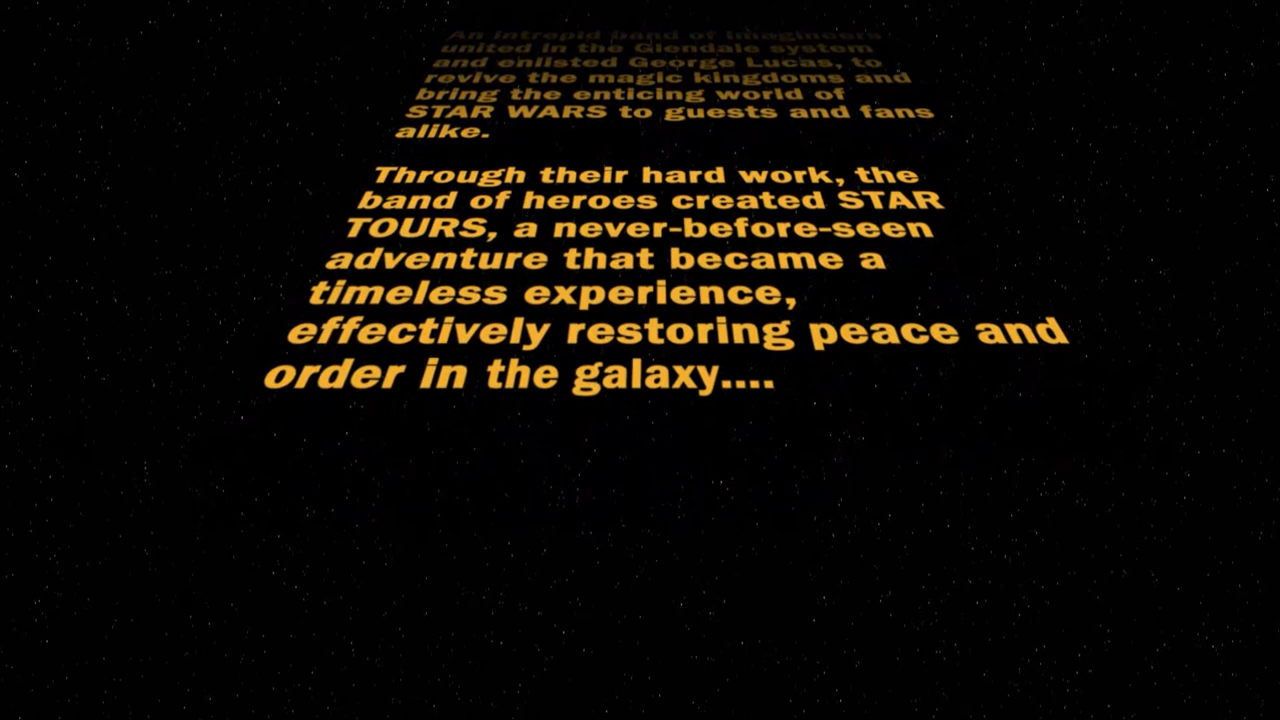 An intrepid band of Imagineers
united in the Glendale system
and enlisted George Lucas, to
revive the magic kingdoms and
bring the enticing world of
STAR WARS to guests and fans
alike.
Through their hard work, the
band of heroes created STAR
TOURS, a never-before-seen
adventure that became a
timeless experience,
effectively restoring peace and
order in the galaxy....